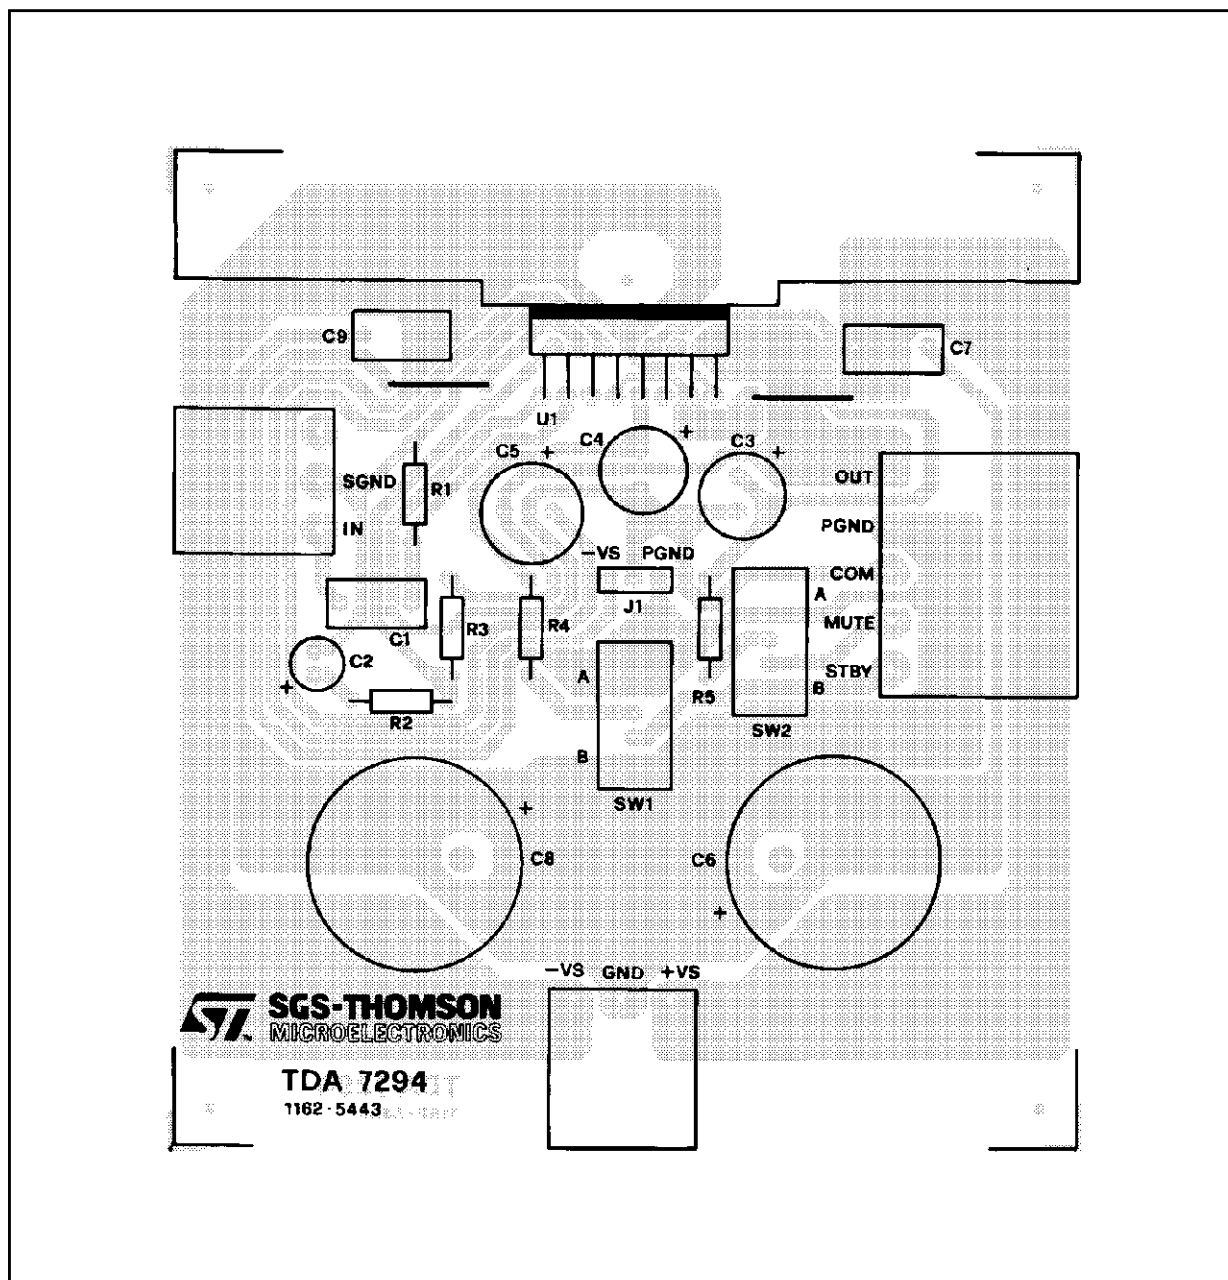 C9
C7
U1
C4
+
C3
+
C5
+
OUT
SGND
R1
PGND
IN
-VS
PGND
COM
A
J1
MUTE
C1
R3
R4
C2
STBY
+
A
R5
B
R2
SW2
B
SW1
+
C8
C6
+
-VS
GND
+VS
ST
SGS-THOMSON
MICROELECTRONICS
TDA 7294
1162-5443